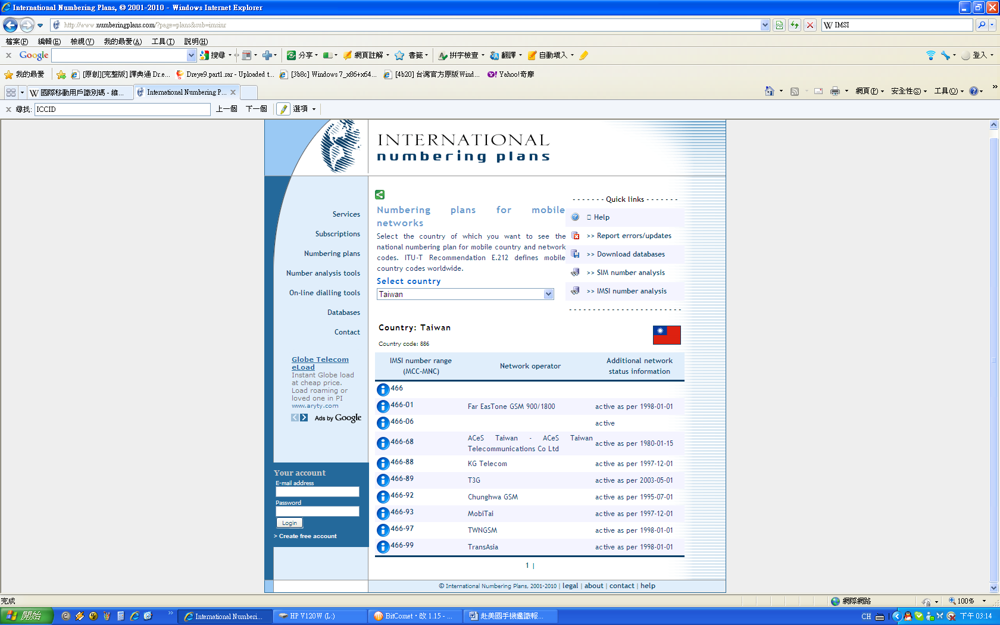 International Numbering Plans, © 2001-2010 - Windows Internet Explorer
http://www.numberingplans.com/?page=plans&sub=imsinr
IMSI
檔案(F) 編輯(E) 檢視(V) 我的最愛(A) 工具(T) 說明(H)
x Google 搜尋 分享 網頁註解 書籤 拼字檢查 翻譯 自動填入 登入
我的最愛 [原創][完整版] 譯典通 Dr.e... Dreye9.part1.rar - Uploaded t... [3b8c] Windows 7_x86+x64... [4b20] 台灣官方原版Wind... Yahoo!奇摩
國際移動用戶識別碼 - 維... International Numbering P... 網頁(P) 安全性(S) 工具(O)
x 尋找: ICCID 上一個 下一個 選項
INTERNATIONAL
numbering plans
Services
Subscriptions
Numbering plans
Number analysis tools
On-line dialling tools
Databases
Contact
Globe Telecom
eLoad
Instant Globe load
at cheap price.
Load roaming or
loved one in PI
www.aryty.com
Ads by Google
Your account
E-mail address
Password
Login
> Create free account
Numbering plans for mobile
networks
Select the country of which you want to see the
national numbering plan for mobile country and network
codes. ITU-T Recommendation E.212 defines mobile
country codes worldwide.
Select country
Taiwan
- - - - - - - Quick links - - - - - - -
Help
>> Report errors/updates
>> Download databases
>> SIM number analysis
>> IMSI number analysis
Country: Taiwan
Country code: 886
IMSI number range
(MCC-MNC)
Network operator
Additional network
status information
466
466-01 Far EasTone GSM 900/1800 active as per 1998-01-01
466-06 active
466-68 ACeS Taiwan - ACeS Taiwan
Telecommunications Co Ltd active as per 1980-01-15
466-88 KG Telecom active as per 1997-12-01
466-89 T3G active as per 2003-05-01
466-92 Chunghwa GSM active as per 1995-07-01
466-93 MobiTai active as per 1997-12-01
466-97 TWNGSM active as per 1998-01-01
466-99 TransAsia active as per 1998-01-01
1 |
© International Numbering Plans, 2001-2010 | legal | about | contact | help
完成 網際網路 100%
開始 International Numberi... HP V120W (L:) BitComet・改 1.15 - ... 赴美國手機鑑識報... CH 下午 03:14